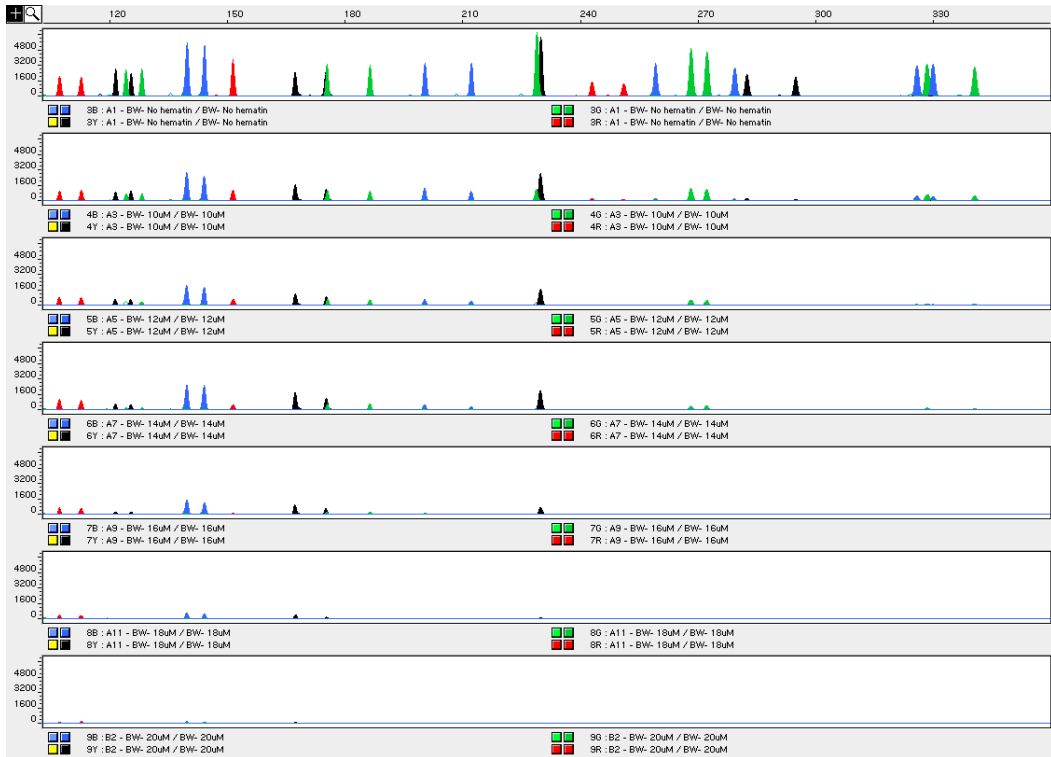 120 150 180 210 240 270 300 330
4800
3200
1600
0
3B : A1 - BW- No hematin / BW- No hematin 3G : A1 - BW- No hematin / BW- No hematin
3Y : A1 - BW- No hematin / BW- No hematin 3R : A1 - BW- No hematin / BW- No hematin
4800
3200
1600
0
4B : A3 - BW- 10uM / BW- 10uM 4G : A3 - BW- 10uM / BW- 10uM
4Y : A3 - BW- 10uM / BW- 10uM 4R : A3 - BW- 10uM / BW- 10uM
4800
3200
1600
0
5B : A5 - BW- 12uM / BW- 12uM 5G : A5 - BW- 12uM / BW- 12uM
5Y : A5 - BW- 12uM / BW- 12uM 5R : A5 - BW- 12uM / BW- 12uM
4800
3200
1600
0
6B : A7 - BW- 14uM / BW- 14uM 6G : A7 - BW- 14uM / BW- 14uM
6Y : A7 - BW- 14uM / BW- 14uM 6R : A7 - BW- 14uM / BW- 14uM
4800
3200
1600
0
7B : A9 - BW- 16uM / BW- 16uM 7G : A9 - BW- 16uM / BW- 16uM
7Y : A9 - BW- 16uM / BW- 16uM 7R : A9 - BW- 16uM / BW- 16uM
4800
3200
1600
0
8B : A11 - BW- 18uM / BW- 18uM 8G : A11 - BW- 18uM / BW- 18uM
8Y : A11 - BW- 18uM / BW- 18uM 8R : A11 - BW- 18uM / BW- 18uM
4800
3200
1600
0
9B : B2 - BW- 20uM / BW- 20uM 9G : B2 - BW- 20uM / BW- 20uM
9Y : B2 - BW- 20uM / BW- 20uM 9R : B2 - BW- 20uM / BW- 20uM